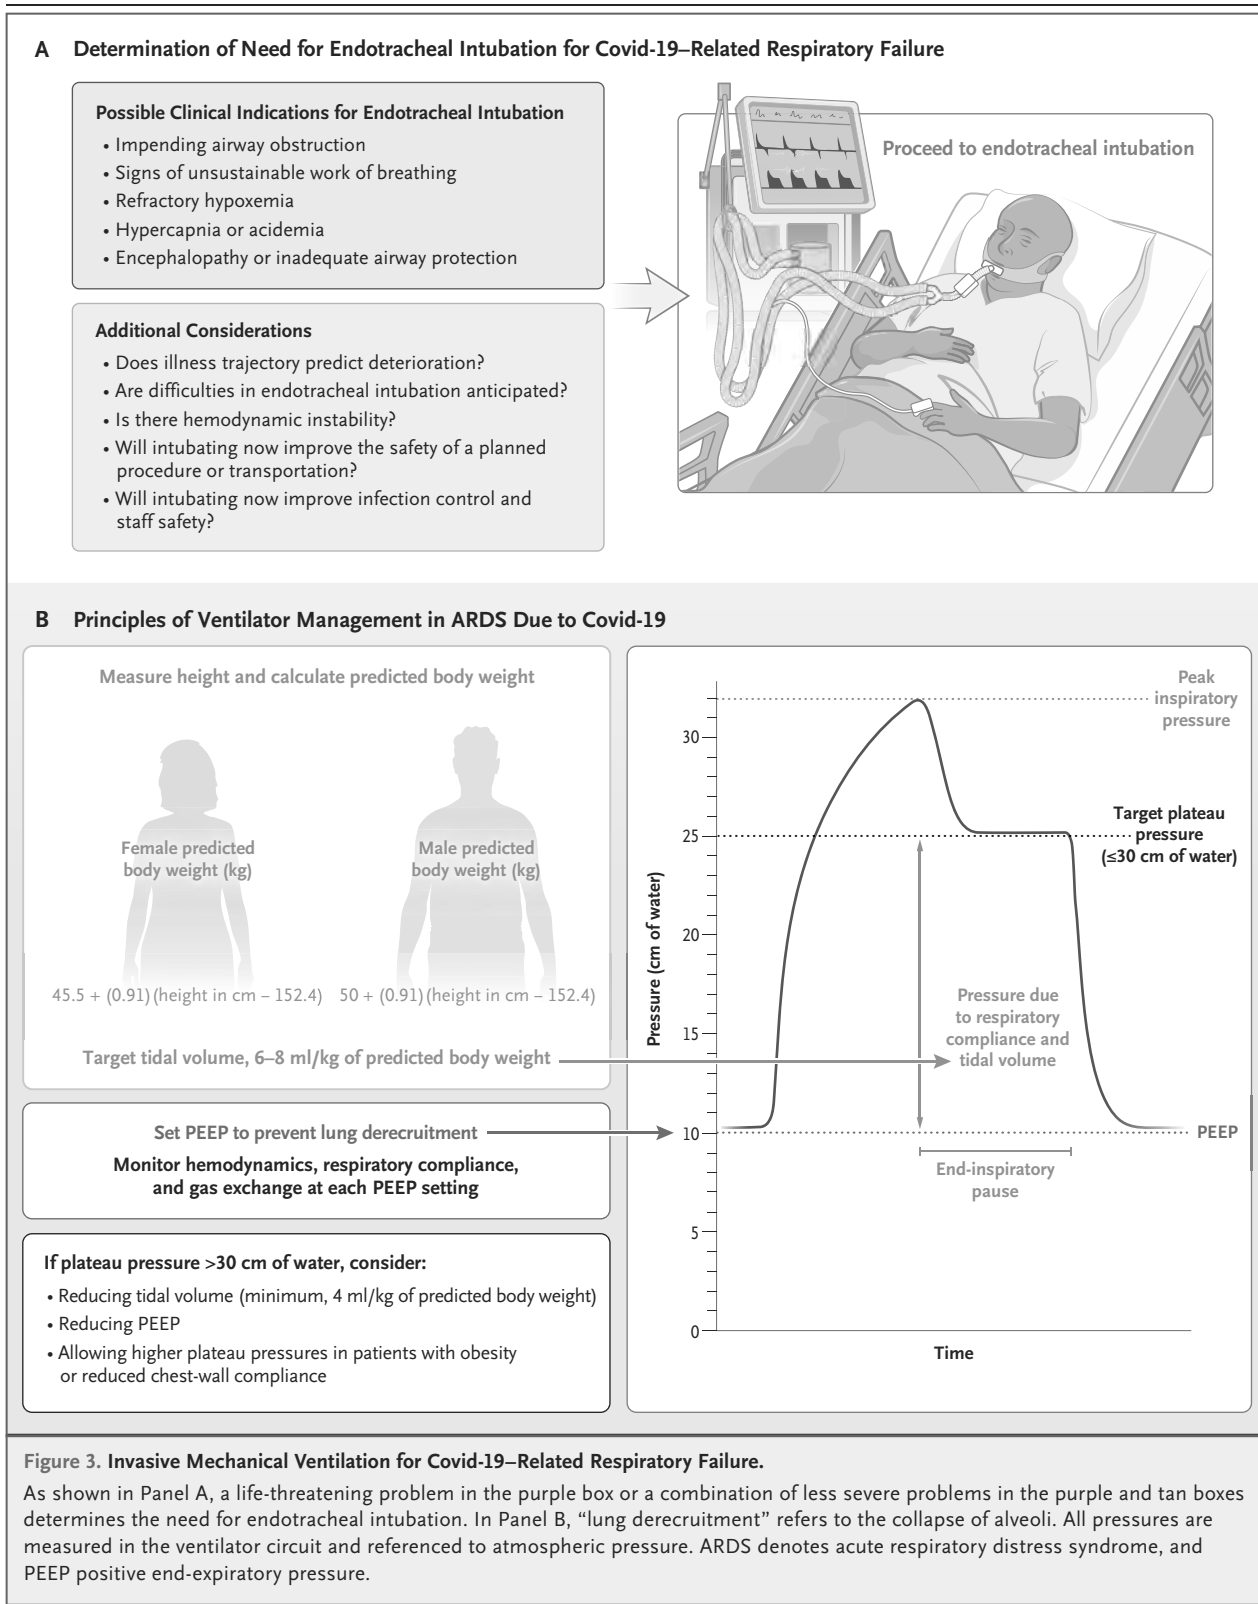 A Determination of Need for Endotracheal Intubation for Covid-19–Related Respiratory Failure
Possible Clinical Indications for Endotracheal Intubation
• Impending airway obstruction
• Signs of unsustainable work of breathing
• Refractory hypoxemia
• Hypercapnia or acidemia
• Encephalopathy or inadequate airway protection
Additional Considerations
• Does illness trajectory predict deterioration?
• Are difficulties in endotracheal intubation anticipated?
• Is there hemodynamic instability?
• Will intubating now improve the safety of a planned
procedure or transportation?
• Will intubating now improve infection control and
staff safety?
Proceed to endotracheal intubation
B Principles of Ventilator Management in ARDS Due to Covid-19
Measure height and calculate predicted body weight
Female predicted
body weight (kg)
Male predicted
body weight (kg)
45.5 + (0.91)(height in cm – 152.4)
50 + (0.91)(height in cm – 152.4)
Target tidal volume, 6–8 ml/kg of predicted body weight
Set PEEP to prevent lung derecruitment
Monitor hemodynamics, respiratory compliance,
and gas exchange at each PEEP setting
If plateau pressure >30 cm of water, consider:
• Reducing tidal volume (minimum, 4 ml/kg of predicted body weight)
• Reducing PEEP
• Allowing higher plateau pressures in patients with obesity
or reduced chest-wall compliance
Pressure (cm of water)
30
25
20
15
10
5
0
Time
Peak
inspiratory
pressure
Target plateau
pressure
(≤30 cm of water)
Pressure due
to respiratory
compliance and
tidal volume
PEEP
End-inspiratory
pause
Figure 3. Invasive Mechanical Ventilation for Covid-19–Related Respiratory Failure.
As shown in Panel A, a life-threatening problem in the purple box or a combination of less severe problems in the purple and tan boxes
determines the need for endotracheal intubation. In Panel B, “lung derecruitment” refers to the collapse of alveoli. All pressures are
measured in the ventilator circuit and referenced to atmospheric pressure. ARDS denotes acute respiratory distress syndrome, and
PEEP positive end-expiratory pressure.